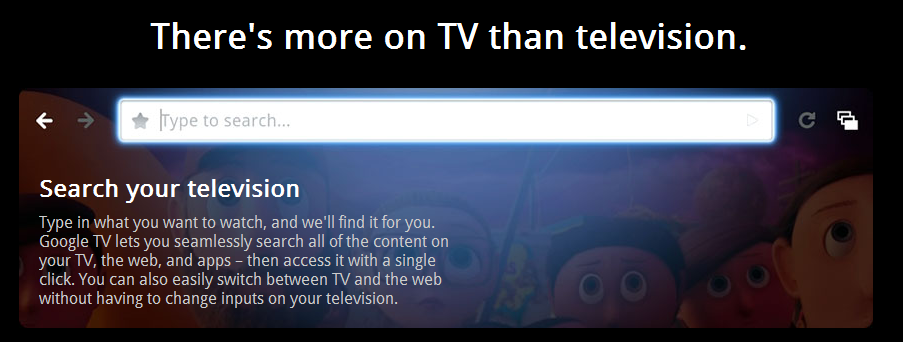 There's more on TV than television.
Type to search...
Search your television
Type in what you want to watch, and we'll find it for you.
Google TV lets you seamlessly search all of the content on
your TV, the web, and apps – then access it with a single
click. You can also easily switch between TV and the web
without having to change inputs on your television.